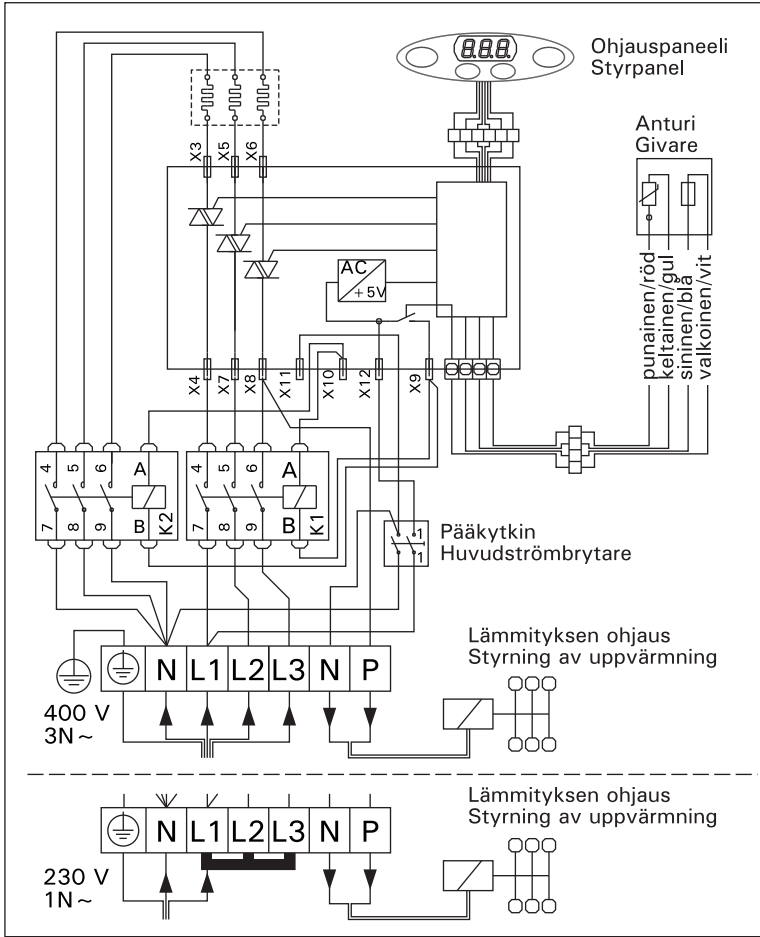 8.8.8.
Ohjauspaneeli
Styrpanel
Anturi
Givare
X3 X5 X6
AC
+5V
punainen/röd
keltainen/gul
sininen/blå
valkoinen/vit
X4 X7 X8 X11 X10 X12 X9
4 5 6 A
7 8 9 B K2
4 5 6 A
7 8 9 B K1
1
1
Pääkytkin
Huvudströmbrytare
N L1 L2 L3 N P
400 V
3N~
Lämmityksen ohjaus
Styrning av uppvärmning
N L1 L2 L3 N P
230 V
1N~
Lämmityksen ohjaus
Styrning av uppvärmning